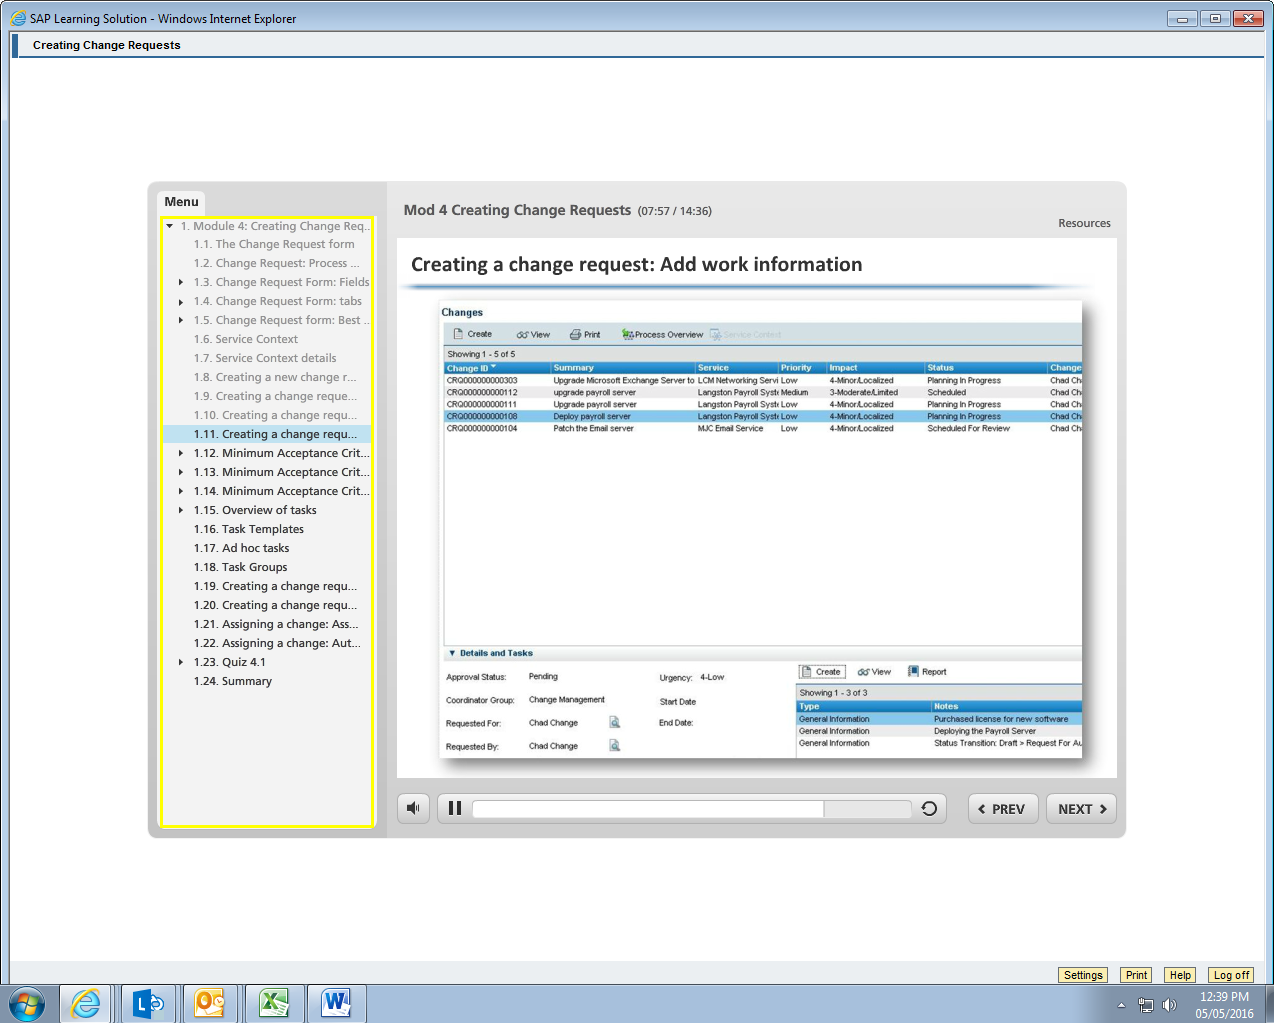 SAP Learning Solution - Windows Internet Explorer
Creating Change Requests
Menu
1. Module 4: Creating Change Req...
1.1. The Change Request form
1.2. Change Request: Process ...
1.3. Change Request Form: Fields
1.4. Change Request Form: tabs
1.5. Change Request form: Best ...
1.6. Service Context
1.7. Service Context details
1.8. Creating a new change r...
1.9. Creating a change reque...
1.10. Creating a change requ...
1.11. Creating a change requ...
1.12. Minimum Acceptance Crit...
1.13. Minimum Acceptance Crit...
1.14. Minimum Acceptance Crit...
1.15. Overview of tasks
1.16. Task Templates
1.17. Ad hoc tasks
1.18. Task Groups
1.19. Creating a change requ...
1.20. Creating a change requ...
1.21. Assigning a change: Ass...
1.22. Assigning a change: Aut...
1.23. Quiz 4.1
1.24. Summary
Mod 4 Creating Change Requests (07:57 / 14:36)
Resources
Creating a change request: Add work information
Changes
Create View Print Process Overview Service Context
Showing 1 - 5 of 5
Change ID Summary Service Priority Impact Status Change
CRQ000000000303 Upgrade Microsoft Exchange Server to LCM Networking Servi Low 4-Minor/Localized Planning In Progress Chad Ch
CRQ000000000112 upgrade payroll server Langston Payroll Syste Medium 3-Moderate/Limited Scheduled Chad Ch
CRQ000000000111 Upgrade payroll server Langston Payroll Syste Low 4-Minor/Localized Planning In Progress Chad Ch
CRQ000000000108 Deploy payroll server Langston Payroll Syste Low 4-Minor/Localized Planning In Progress Chad Ch
CRQ000000000104 Patch the Email server MJC Email Service Low 4-Minor/Localized Scheduled For Review Chad Ch
Details and Tasks
Approval Status: Pending Urgency: 4-Low
Coordinator Group: Change Management Start Date
Requested For: Chad Change End Date:
Requested By: Chad Change
Create View Report
Showing 1 - 3 of 3
Type Notes
General Information Purchased license for new software
General Information Deploying the Payroll Server
General Information Status Transition: Draft > Request For Au
PREV NEXT
Settings Print Help Log off
12:39 PM
05/05/2016